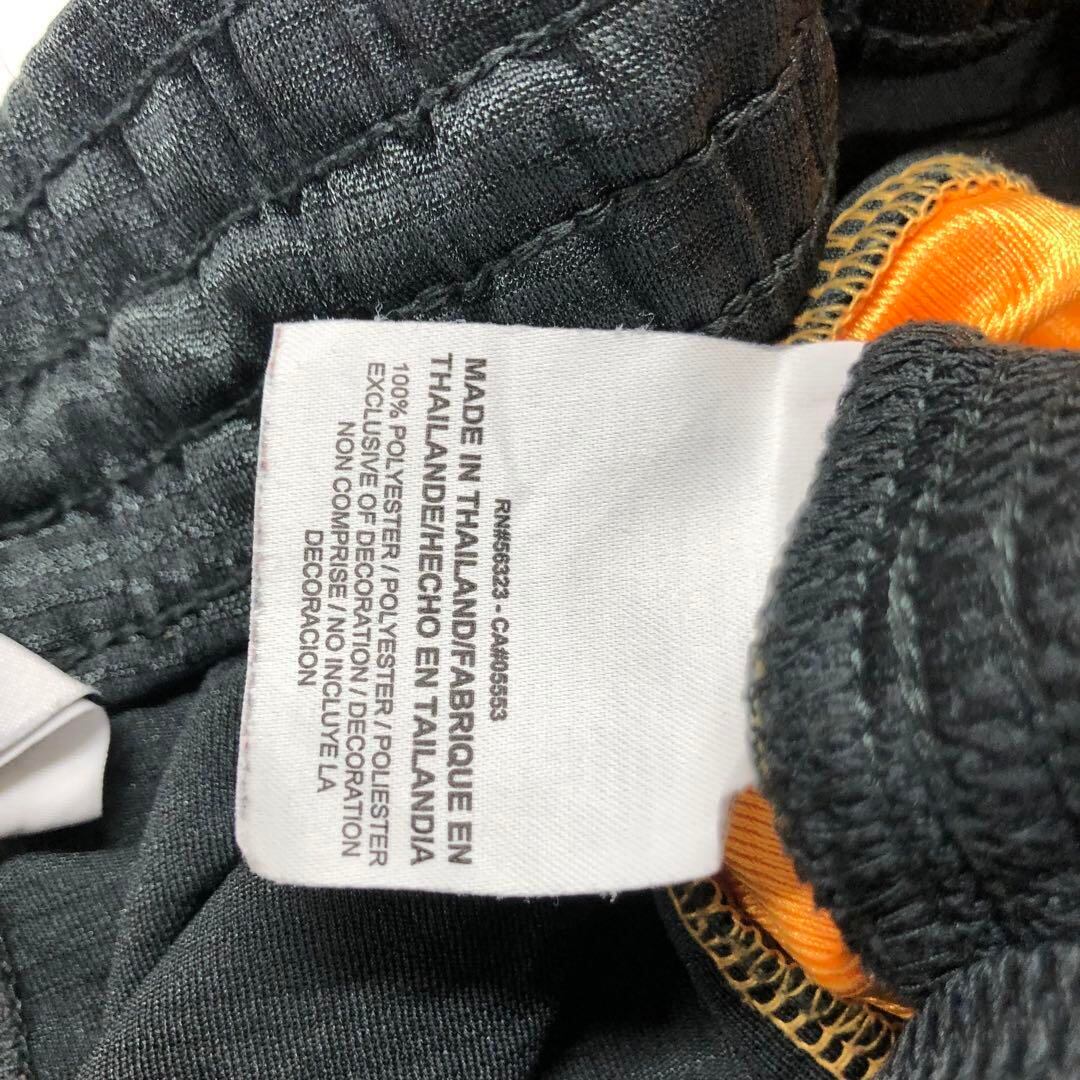 RN#56323 - CA#05553
MADE IN THAILAND/FABRIQUE EN
THAILANDE/HECHO EN TAILANDIA
100% POLYESTER / POLYESTER / POLIESTER
EXCLUSIVE OF DECORATION / DECORATION
NON COMPRISE / NO INCLUYE LA
DECORACION